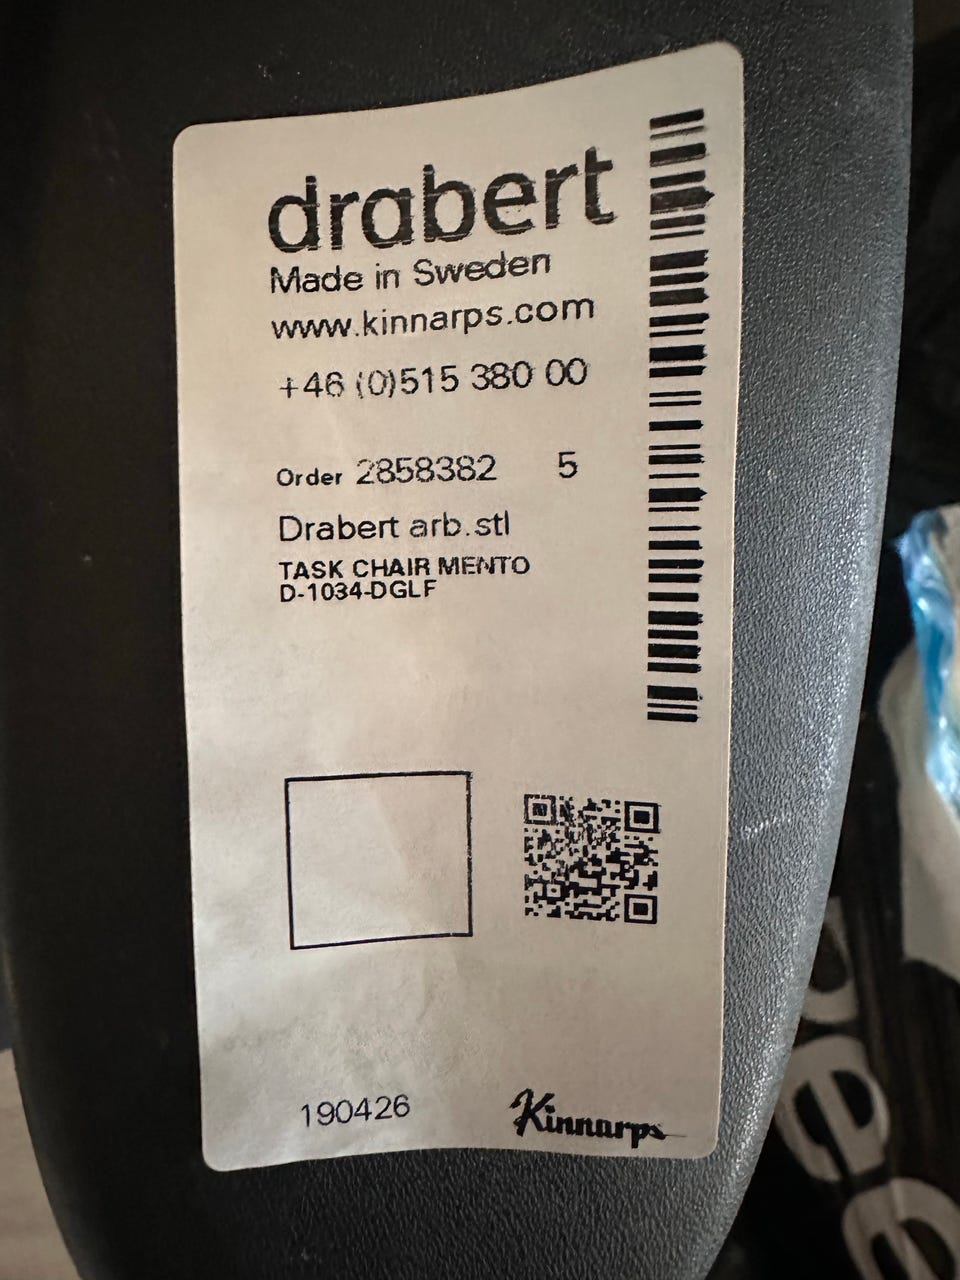 drabert
Made in Sweden
www.kinnarps.com
+46 (0)515 380 00
Order 2858382 5
Drabert arb.stl
TASK CHAIR MENTO
D-1034-DGLF
190426 Kinnarps